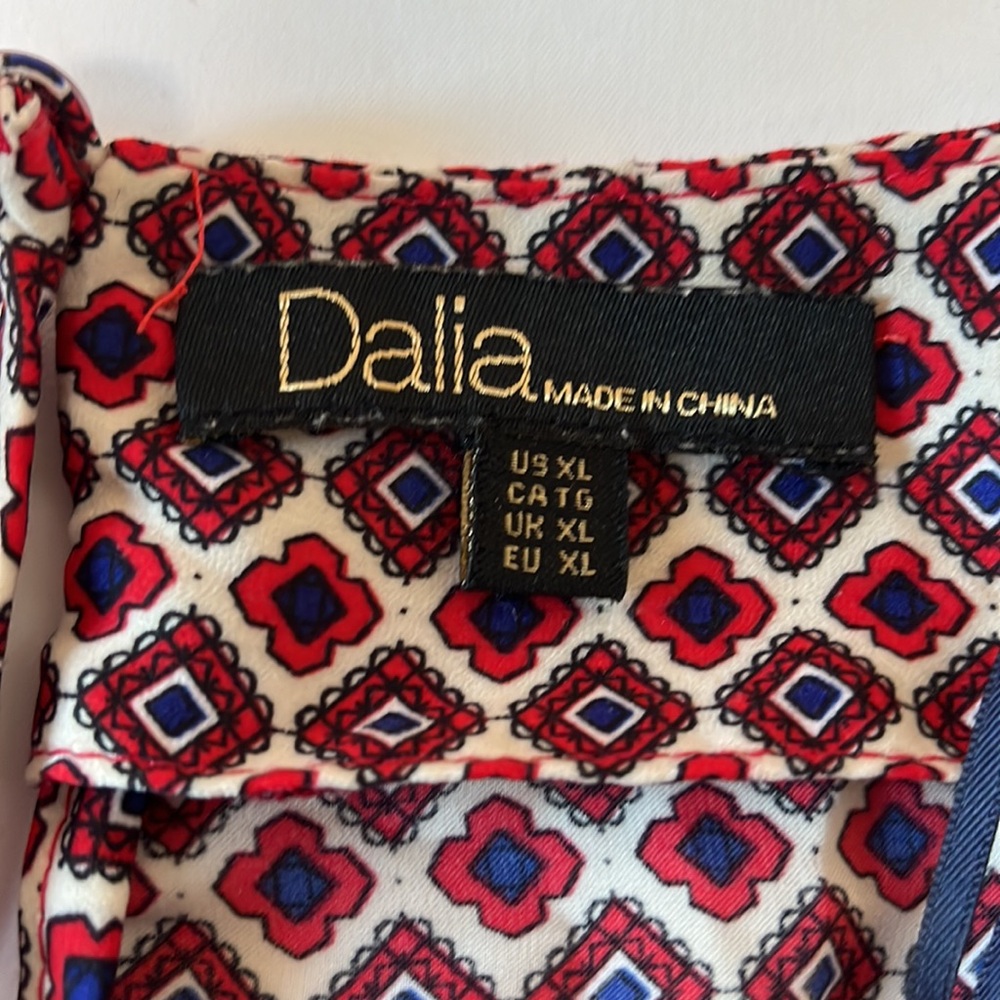 Dalia MADE IN CHINA
US XL
CA TG
UK XL
EU XL